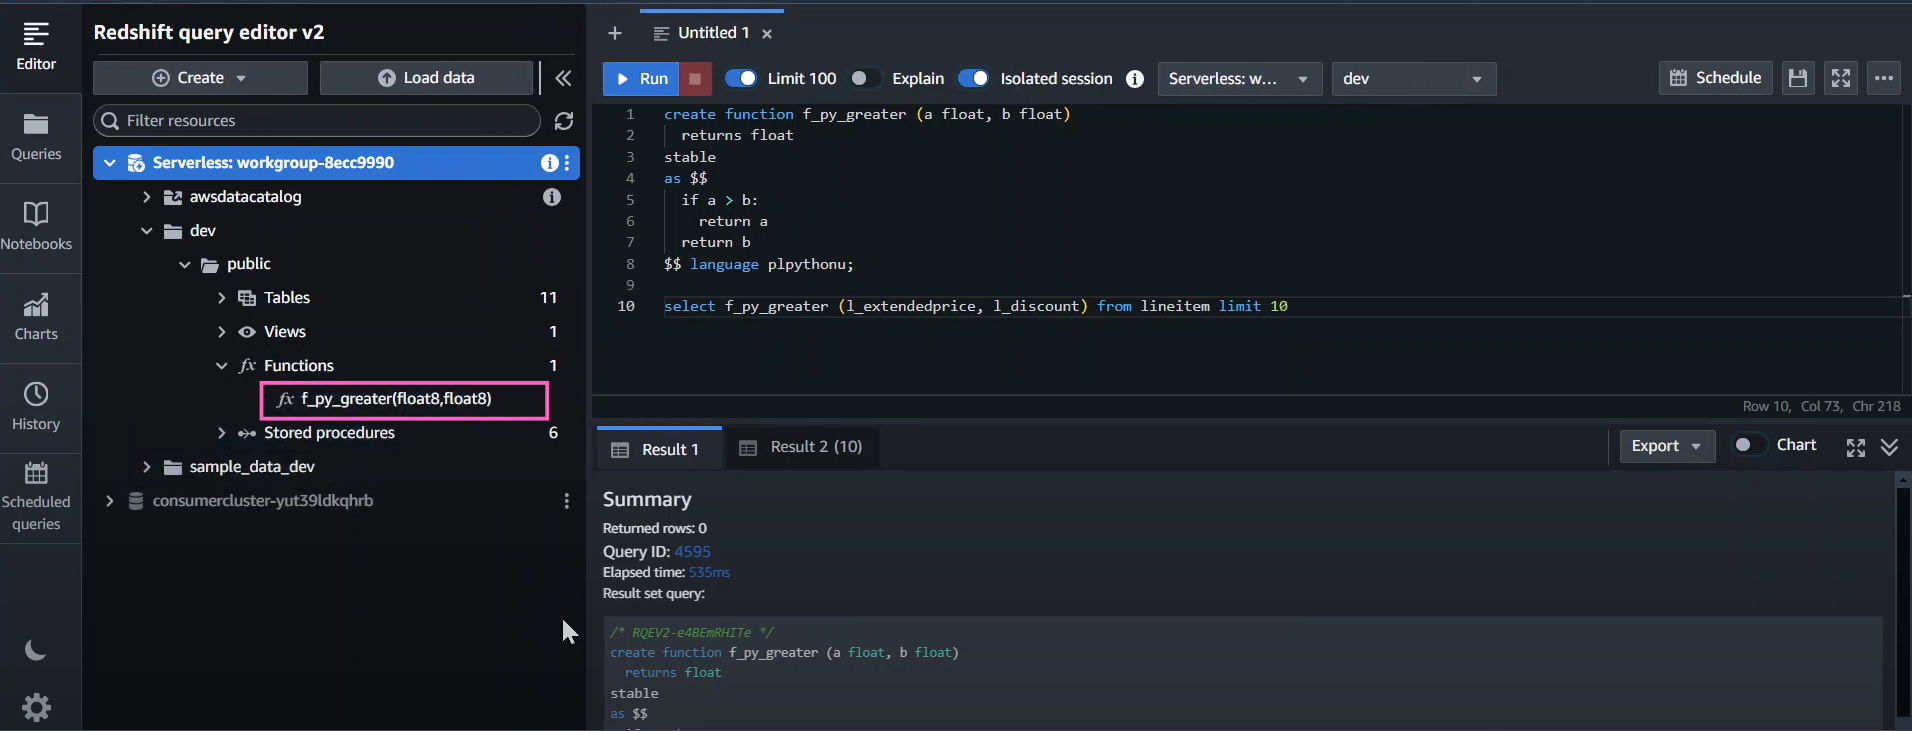 Redshift query editor v2
Editor
Queries
Notebooks
Charts
History
Scheduled
queries
Create
Load data
Filter resources
Serverless: workgroup-8ecc9990
awsdatacatalog
dev
public
Tables 11
Views 1
fx Functions 1
fx f_py_greater(float8,float8)
Stored procedures 6
sample_data_dev
consumercluster-yut39ldkqhrb
+ Untitled 1 ×
Run Limit 100 Explain Isolated session Serverless: w... dev Schedule
1 create function f_py_greater (a float, b float)
2 returns float
3 stable
4 as $$
5 if a > b:
6 return a
7 return b
8 $$ language plpythonu;
9
10 select f_py_greater (l_extendedprice, l_discount) from lineitem limit 10
Row 10, Col 73, Chr 218
Result 1 Result 2 (10) Export Chart
Summary
Returned rows: 0
Query ID: 4595
Elapsed time: 535ms
Result set query:
/* RQEV2-e4BEmRHITe */
create function f_py_greater (a float, b float)
returns float
stable
as $$